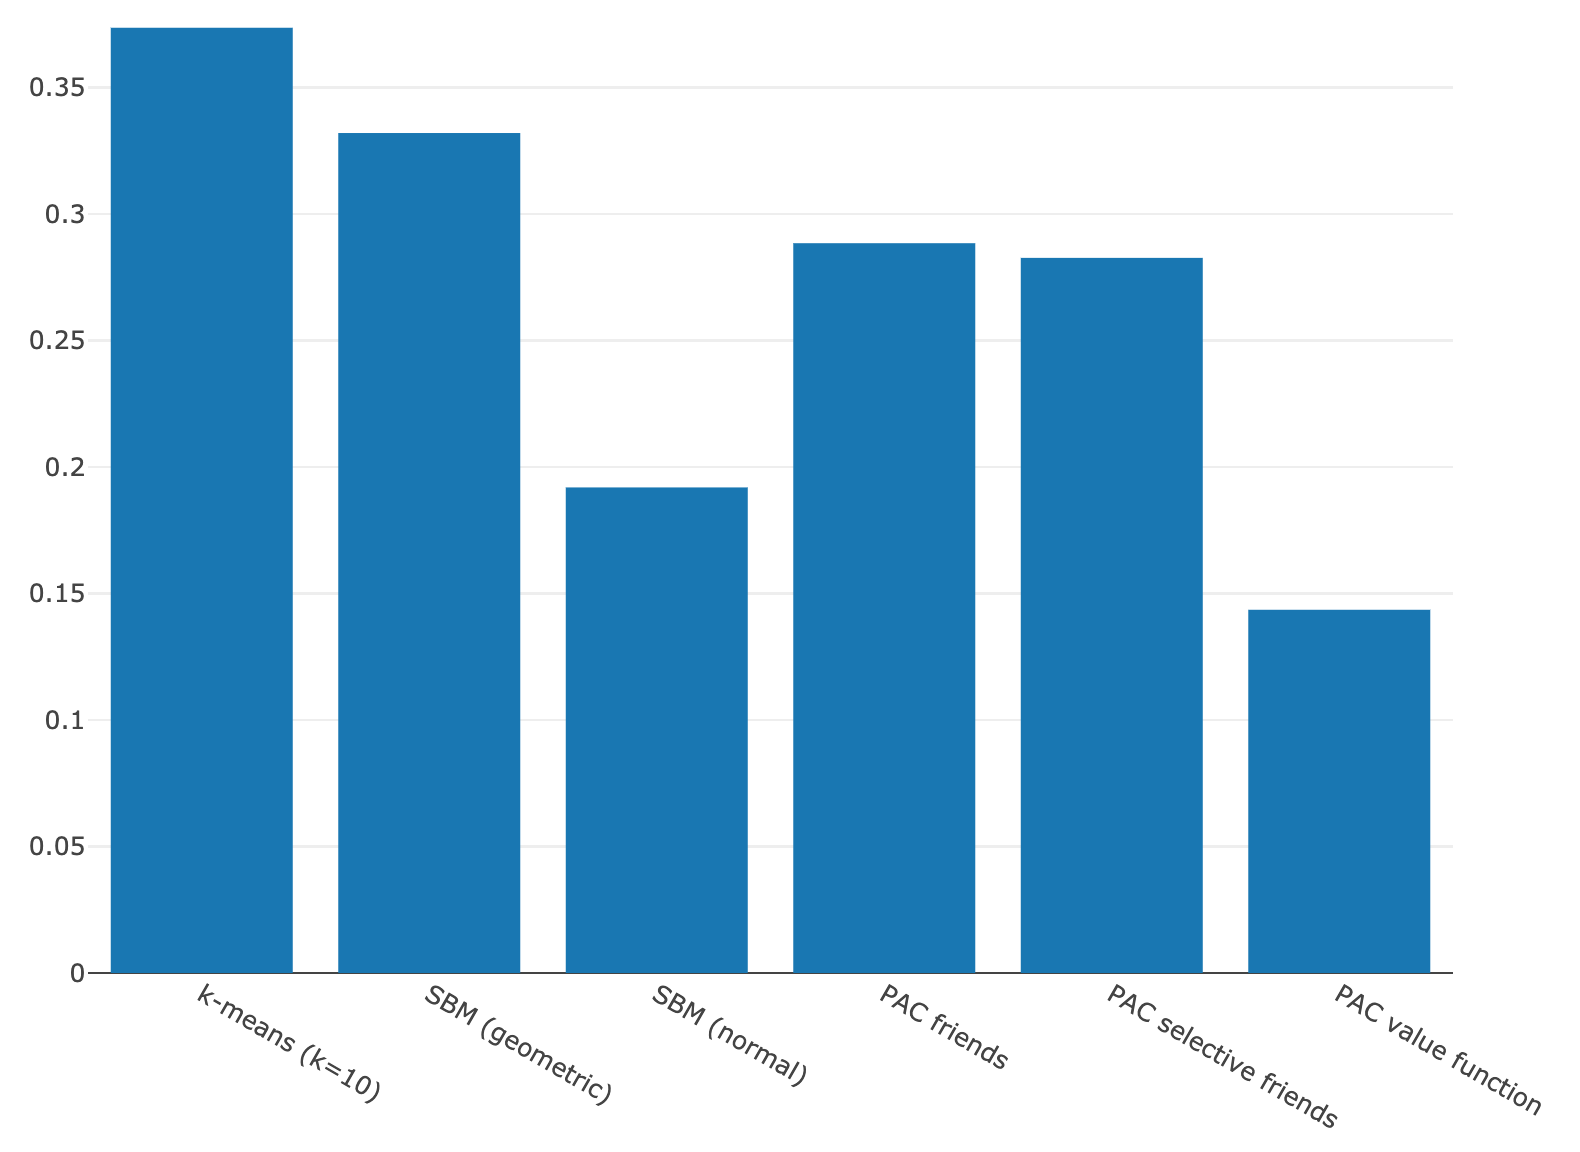 0.35
0.3
0.25
0.2
0.15
0.1
0.05
0
k-means (k=10)
SBM (geometric)
SBM (normal)
PAC friends
PAC selective friends
PAC value function